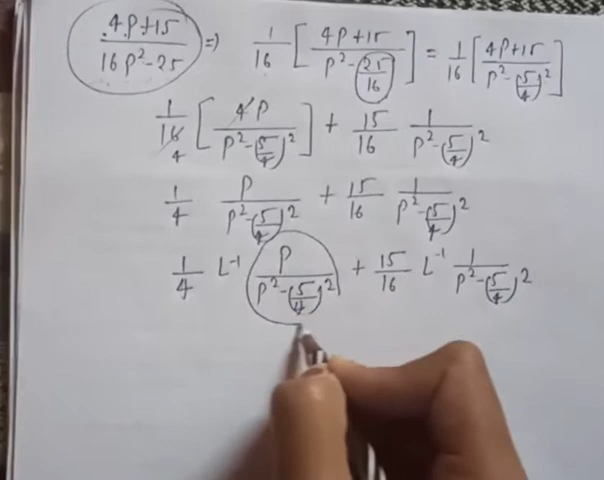 4P+15/16P²-25 ⇒ 1/16 [4P+15/P²-25/16] = 1/16 [4P+15/P²-(5/4)²]
1/16 4 [4P/P²-(5/4)²] + 15/16 1/P²-(5/4)²
1/4 P/P²-(5/4)² + 15/16 1/P²-(5/4)²
1/4 L⁻¹ P/P²-(5/4)² + 15/16 L⁻¹ 1/P²-(5/4)²